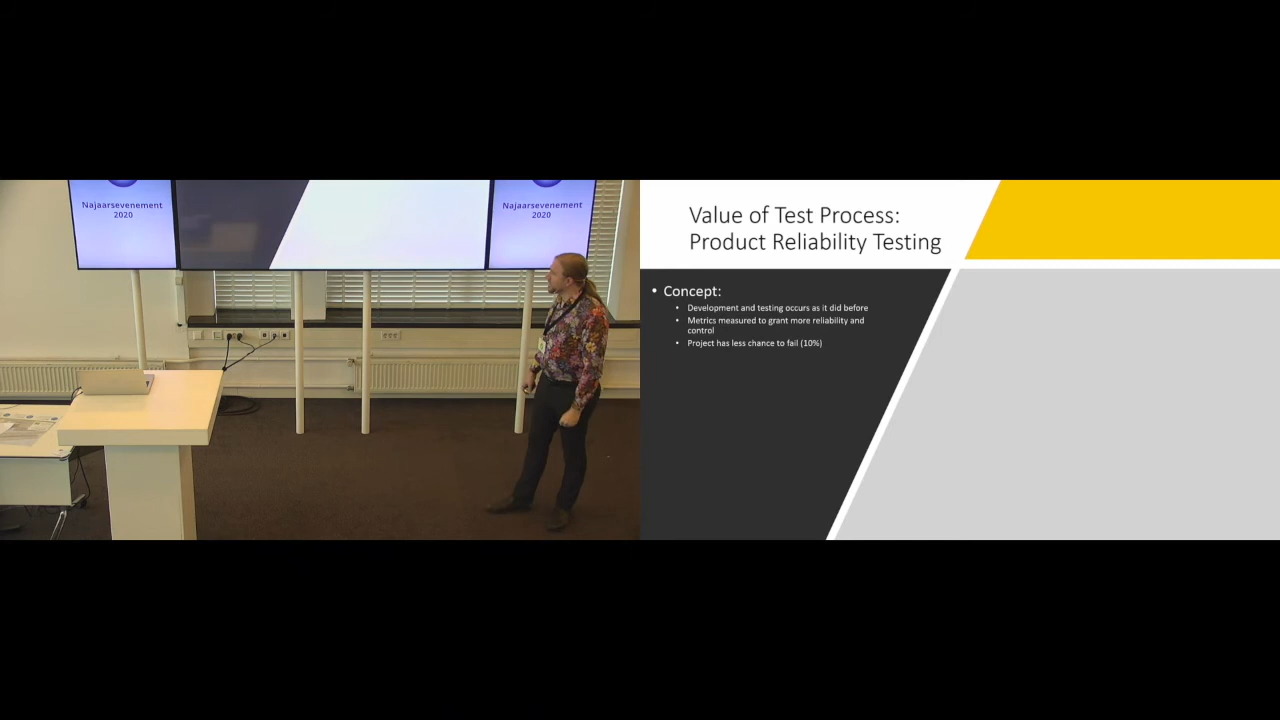 Najaarsevenement
2020
Najaarsevenement
2020
Value of Test Process:
Product Reliability Testing
• Concept:
• Development and testing occurs as it did before
• Metrics measured to grant more reliability and
control
• Project has less chance to fail (10%)